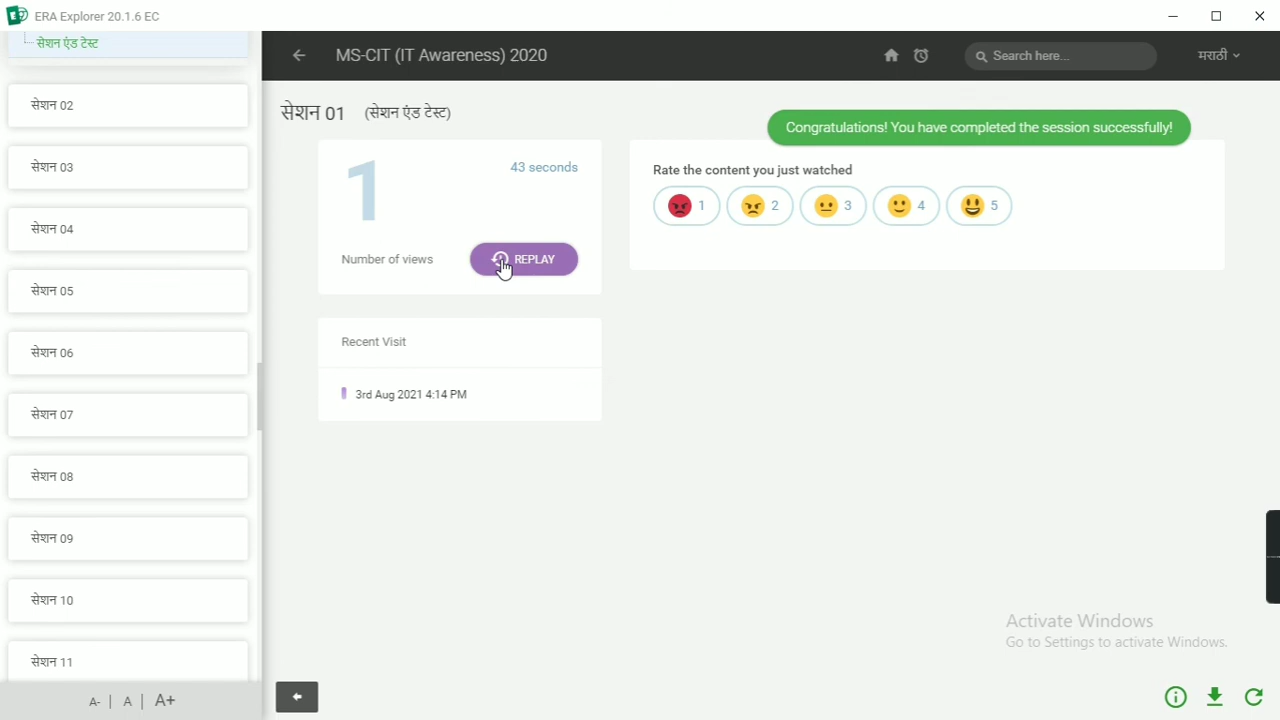 ERA Explorer 20.1.6 EC
सेशन एंड टेस्ट
सेशन 02
सेशन 03
सेशन 04
सेशन 05
सेशन 06
सेशन 07
सेशन 08
सेशन 09
सेशन 10
सेशन 11
A- | A | A+
MS-CIT (IT Awareness) 2020
Search here...
मराठी
सेशन 01 (सेशन एंड टेस्ट)
Congratulations! You have completed the session successfully!
1
43 seconds
Number of views
REPLAY
Rate the content you just watched
1 2 3 4 5
Recent Visit
3rd Aug 2021 4:14 PM
Activate Windows
Go to Settings to activate Windows.